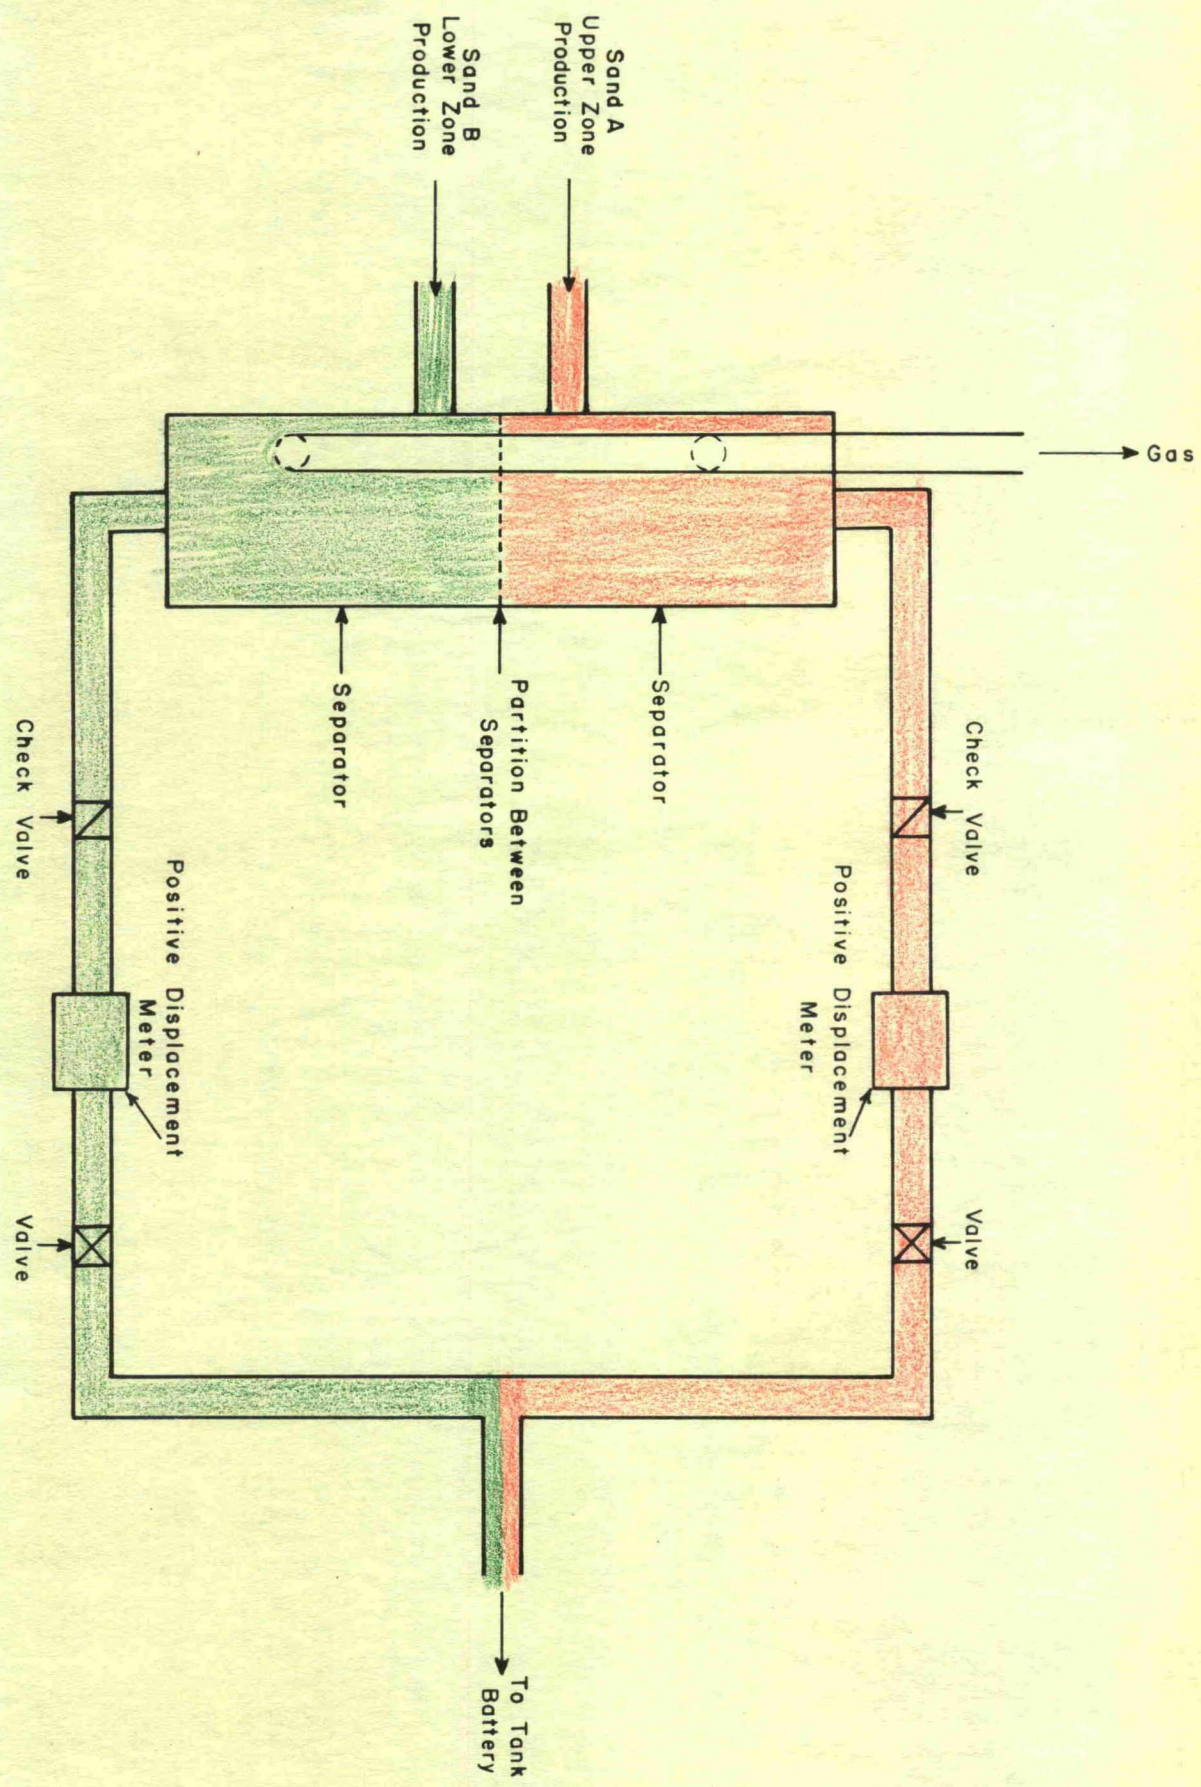 Gas
Sand A
Upper Zone
Production
Sand B
Lower Zone
Production
Check Valve
Separator
Partition Between
Separators
Separator
Check Valve
Positive Displacement
Meter
Positive Displacement
Meter
Valve
Valve
To Tank
Battery